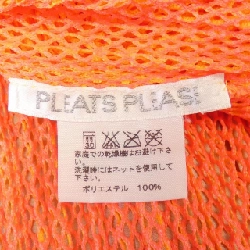 PLEATS PLEASE
家庭での乾燥機はお避け下さい
洗濯時にはネットを使用して
下さい。
ポリエステル 100%